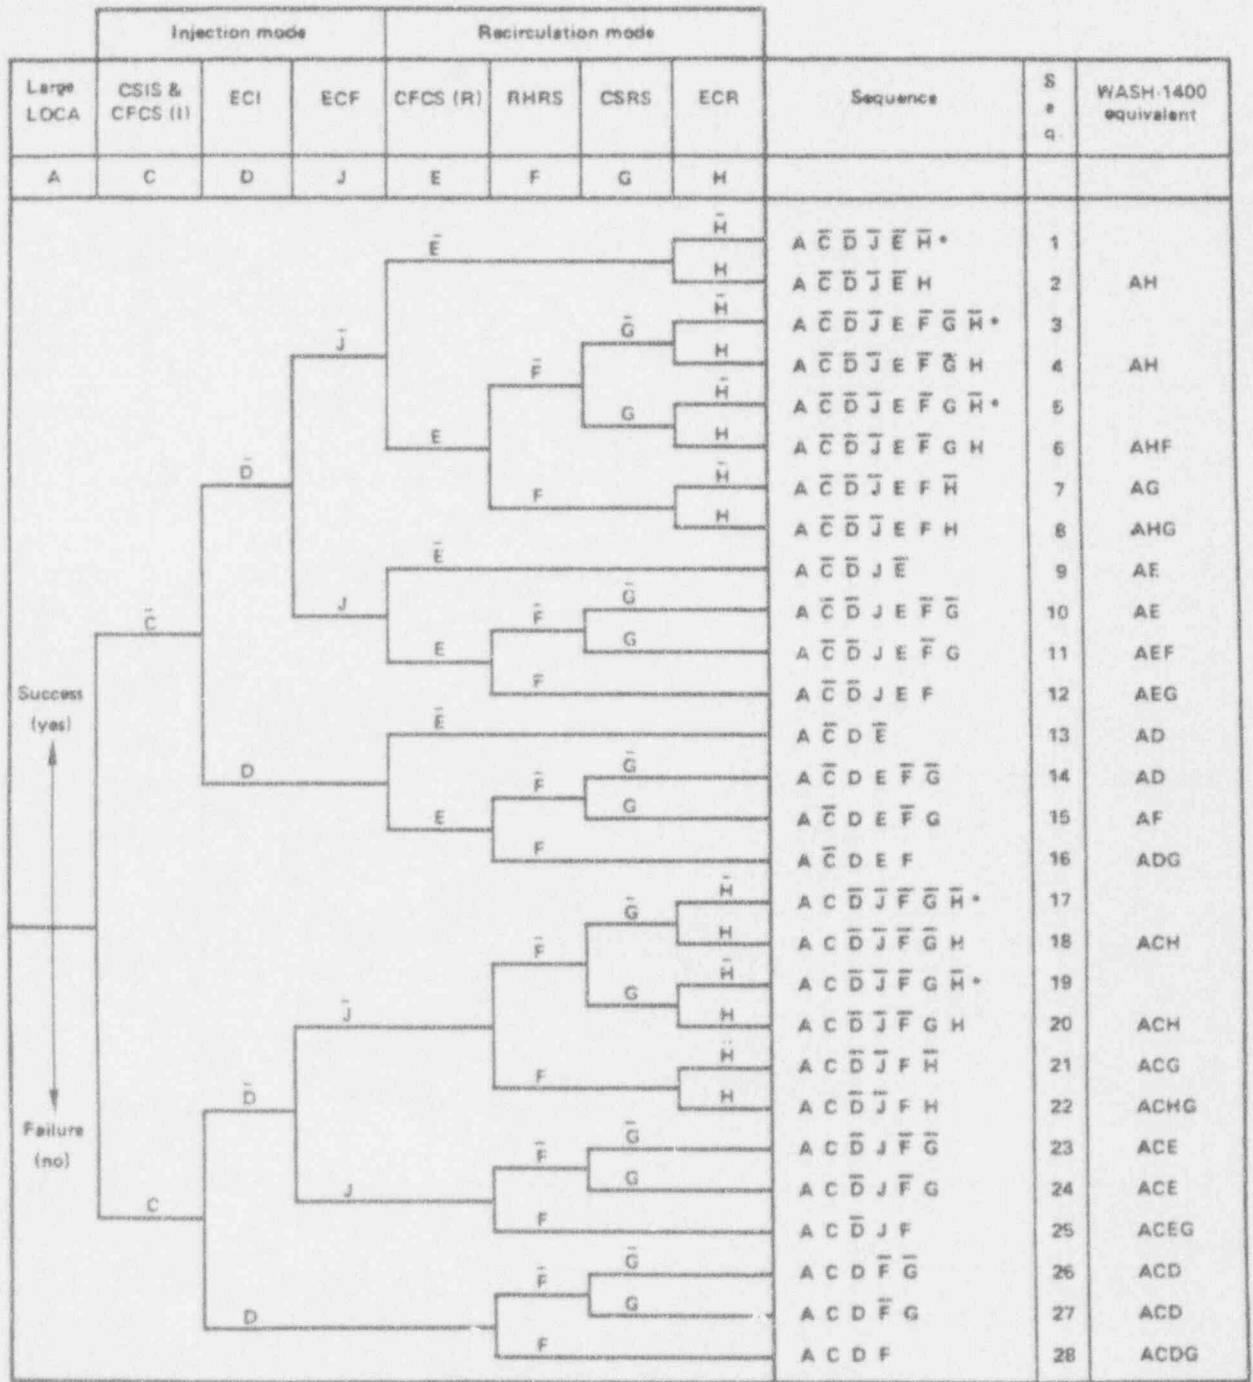 Injection mode Recirculation mode
Large LOCA CSIS & CFCS (I) ECI ECF CFCS (R) RHRS CSRS ECR Sequence Seq. WASH-1400 equivalent
A C D J E F G H
H̄ A C̄ D̄ J̄ Ē H̄* 1
Ē
H A C̄ D̄ J̄ Ē H 2 AH
H̄ A C̄ D̄ J̄ E F̄ Ḡ H̄* 3
J̄ Ḡ
H A C̄ D̄ J̄ E F̄ Ḡ H 4 AH
F̄
H̄ A C̄ D̄ J̄ E F̄ G H̄* 5
G
E H A C̄ D̄ J̄ E F̄ G H 6 AHF
D̄ H̄ A C̄ D̄ J̄ E F H̄ 7 AG
F
H A C̄ D̄ J̄ E F H 8 AHG
Ē A C̄ D̄ J Ē 9 AE
J Ḡ A C̄ D̄ J E F̄ Ḡ 10 AE
C̄ F̄
E G A C̄ D̄ J E F̄ G 11 AEF
F A C̄ D̄ J E F 12 AEG
Success
(yes)
Ē A C̄ D Ē 13 AD
D Ḡ A C̄ D E F̄ Ḡ 14 AD
F̄
E G A C̄ D E F̄ G 15 AF
F A C̄ D E F 16 ADG
H̄ A C D̄ J̄ F̄ Ḡ H̄* 17
Ḡ
H A C D̄ J̄ F̄ Ḡ H 18 ACH
F̄
H̄ A C D̄ J̄ F̄ G H̄* 19
G
J̄ H A C D̄ J̄ F̄ G H 20 ACH
H̄ A C D̄ J̄ F H̄ 21 ACG
F
D̄ H A C D̄ J̄ F H 22 ACHG
Failure
(no)
Ḡ A C D̄ J F̄ Ḡ 23 ACE
F̄
J G A C D̄ J F̄ G 24 ACE
C
F A C D̄ J F 25 ACEG
Ḡ A C D F̄ Ḡ 26 ACD
F̄
D G A C D F̄ G 27 ACD
F A C D F 28 ACDG